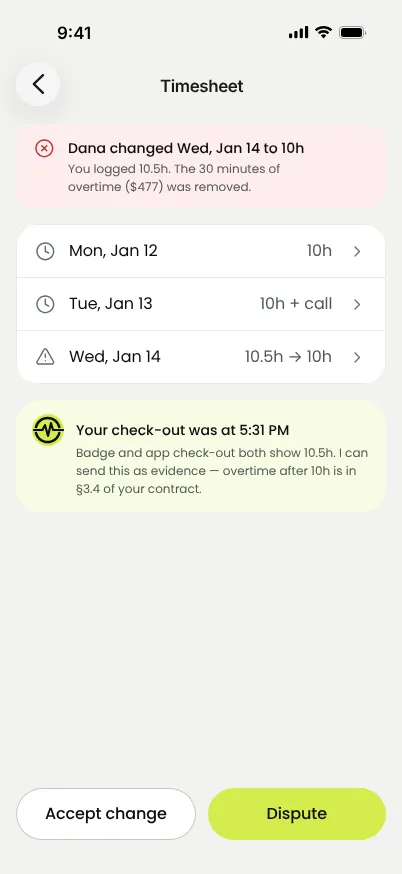 9:41
Timesheet
Dana changed Wed, Jan 14 to 10h
You logged 10.5h. The 30 minutes of
overtime ($477) was removed.
Mon, Jan 12 10h
Tue, Jan 13 10h + call
Wed, Jan 14 10.5h → 10h
Your check-out was at 5:31 PM
Badge and app check-out both show 10.5h. I can
send this as evidence — overtime after 10h is in
§3.4 of your contract.
Accept change Dispute